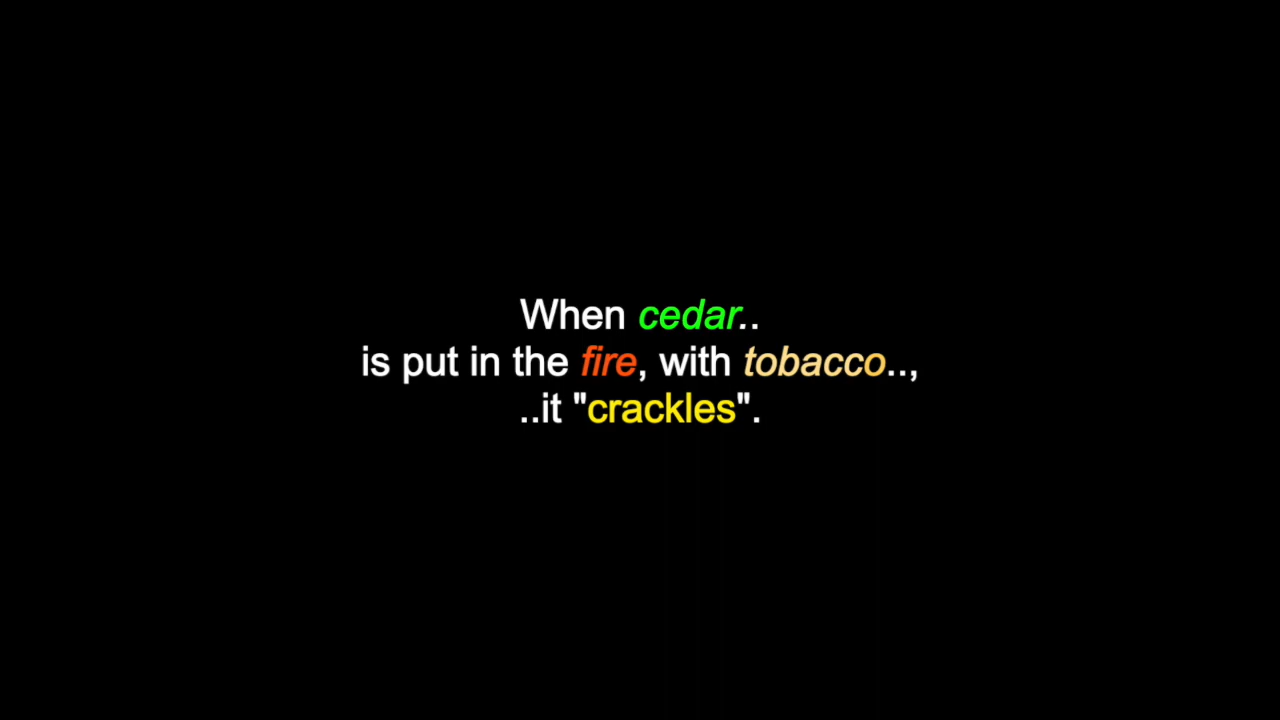 When cedar..
is put in the fire, with tobacco..,
..it "crackles".